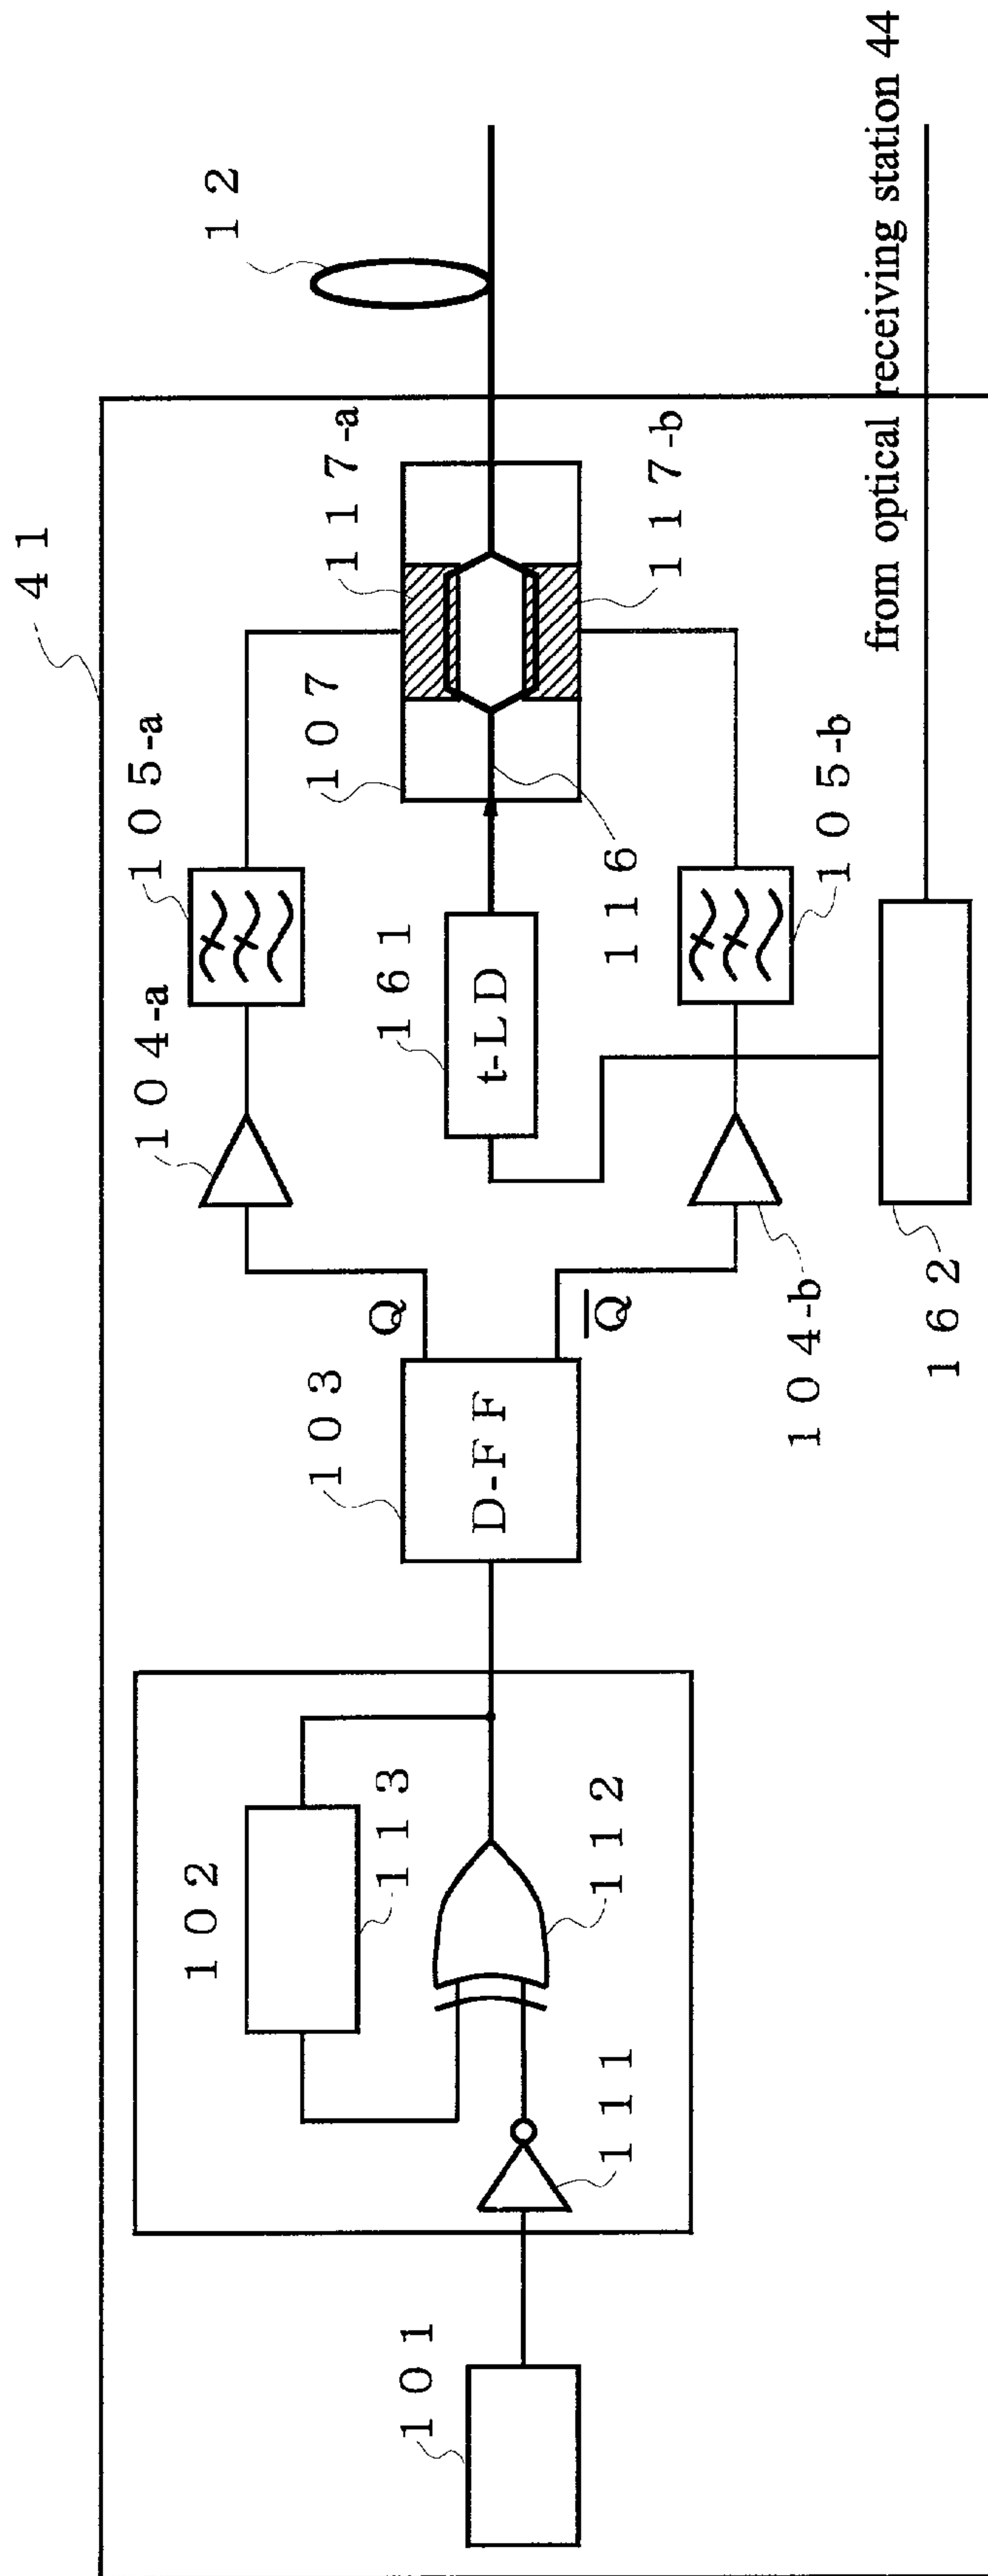 41
12
105-a
104-a
117-a
107
161
t-LD
116
117-b
from optical receiving station 44
105-b
103
D-FF
Q
Q̅
104-b
162
102
113
112
111
101